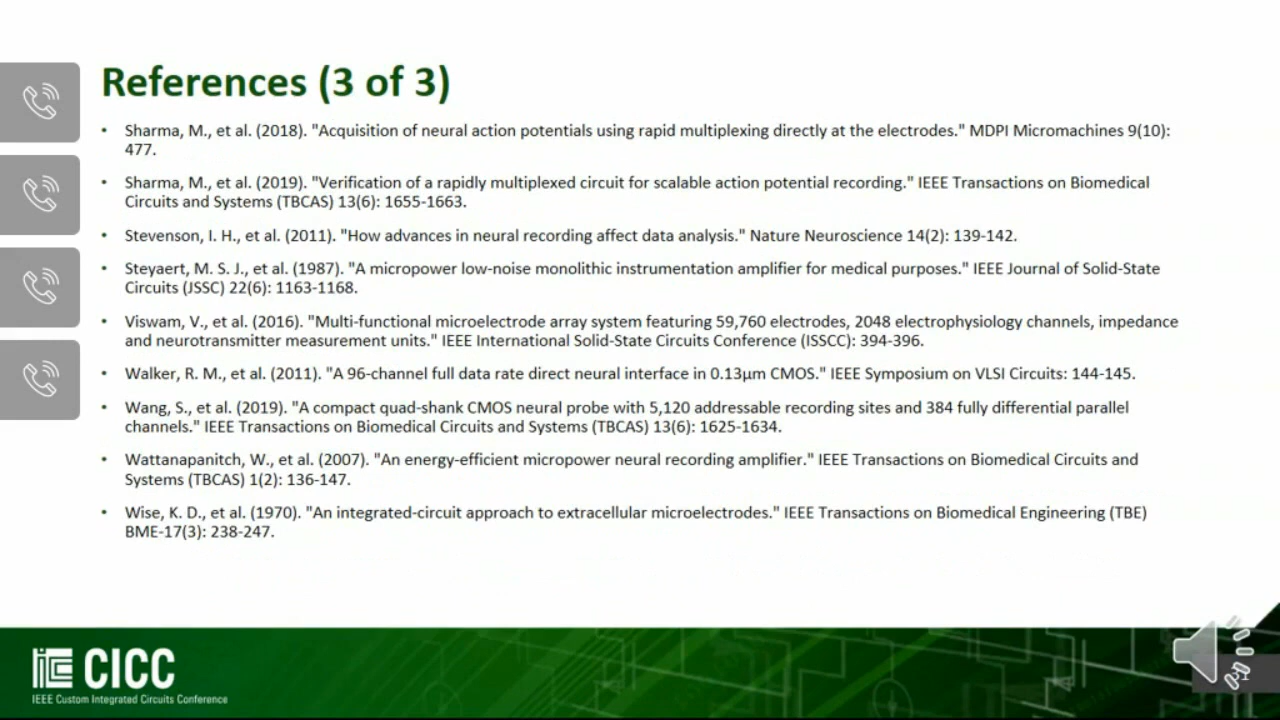 References (3 of 3)
• Sharma, M., et al. (2018). "Acquisition of neural action potentials using rapid multiplexing directly at the electrodes." MDPI Micromachines 9(10):
477.
• Sharma, M., et al. (2019). "Verification of a rapidly multiplexed circuit for scalable action potential recording." IEEE Transactions on Biomedical
Circuits and Systems (TBCAS) 13(6): 1655-1663.
• Stevenson, I. H., et al. (2011). "How advances in neural recording affect data analysis." Nature Neuroscience 14(2): 139-142.
• Steyaert, M. S. J., et al. (1987). "A micropower low-noise monolithic instrumentation amplifier for medical purposes." IEEE Journal of Solid-State
Circuits (JSSC) 22(6): 1163-1168.
• Viswam, V., et al. (2016). "Multi-functional microelectrode array system featuring 59,760 electrodes, 2048 electrophysiology channels, impedance
and neurotransmitter measurement units." IEEE International Solid-State Circuits Conference (ISSCC): 394-396.
• Walker, R. M., et al. (2011). "A 96-channel full data rate direct neural interface in 0.13µm CMOS." IEEE Symposium on VLSI Circuits: 144-145.
• Wang, S., et al. (2019). "A compact quad-shank CMOS neural probe with 5,120 addressable recording sites and 384 fully differential parallel
channels." IEEE Transactions on Biomedical Circuits and Systems (TBCAS) 13(6): 1625-1634.
• Wattanapanitch, W., et al. (2007). "An energy-efficient micropower neural recording amplifier." IEEE Transactions on Biomedical Circuits and
Systems (TBCAS) 1(2): 136-147.
• Wise, K. D., et al. (1970). "An integrated-circuit approach to extracellular microelectrodes." IEEE Transactions on Biomedical Engineering (TBE)
BME-17(3): 238-247.
CICC
IEEE Custom Integrated Circuits Conference